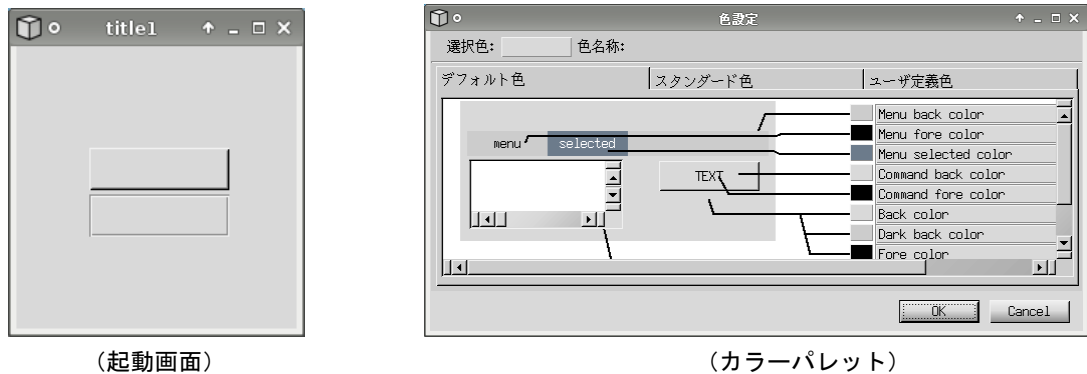 title1
色設定
選択色: 色名称:
デフォルト色 スタンダード色 ユーザ定義色
menu selected
TEXT
Menu back color
Menu fore color
Menu selected color
Command back color
Command fore color
Back color
Dark back color
Fore color
OK Cancel
(起動画面) (カラーパレット)